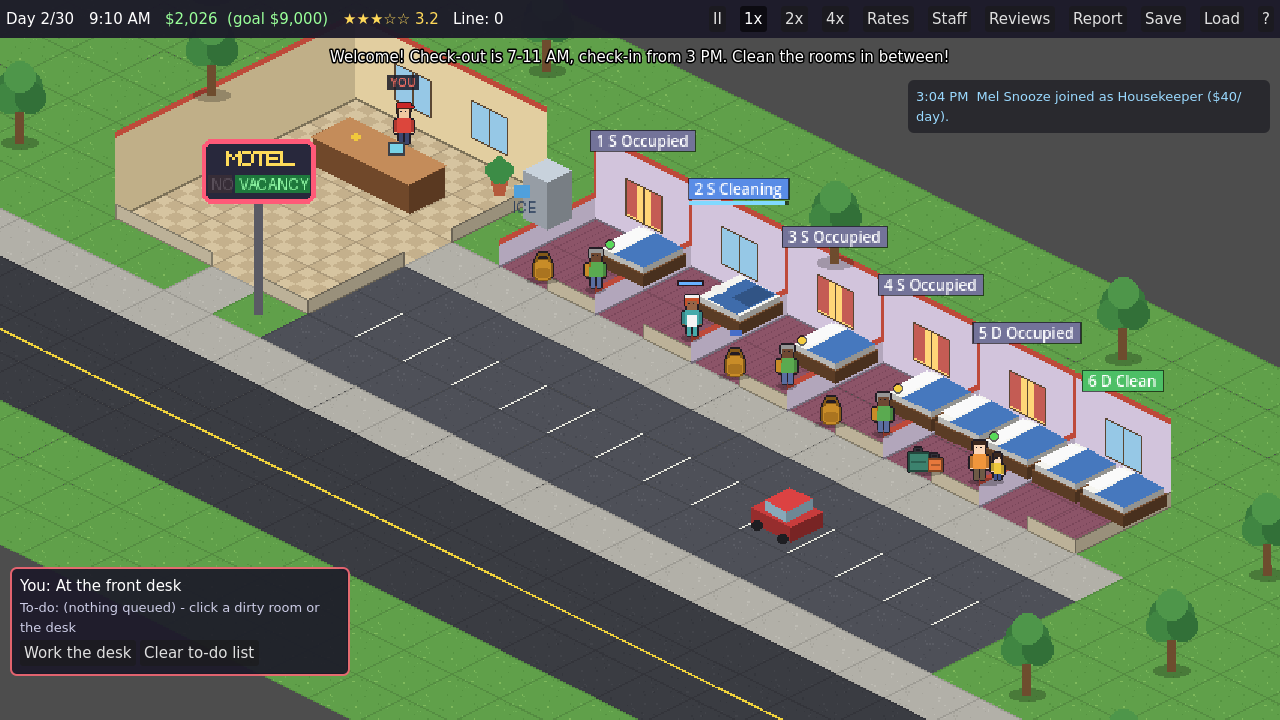 Day 2/30 9:10 AM $2,026 (goal $9,000) ★★★☆☆ 3.2 Line: 0 II 1x 2x 4x Rates Staff Reviews Report Save Load ?
Welcome! Check-out is 7-11 AM, check-in from 3 PM. Clean the rooms in between!
3:04 PM Mel Snooze joined as Housekeeper ($40/
day).
YOU
MOTEL
NO VACANCY
ICE
1 S Occupied
2 S Cleaning
3 S Occupied
4 S Occupied
5 D Occupied
6 D Clean
You: At the front desk
To-do: (nothing queued) - click a dirty room or
the desk
Work the desk Clear to-do list